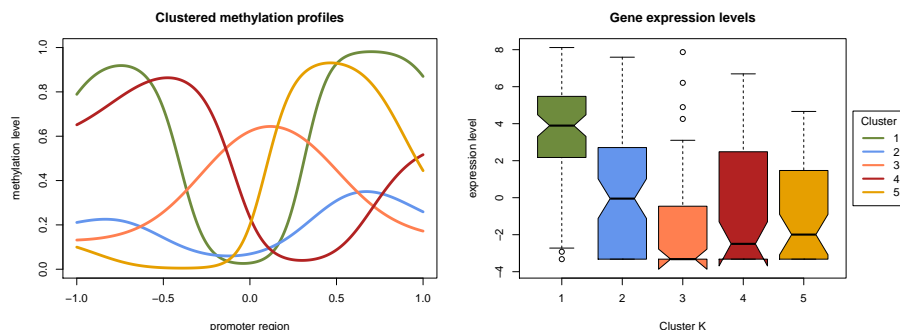 Clustered methylation profiles
methylation level
1.0
0.8
0.6
0.4
0.2
0.0
−1.0 −0.5 0.0 0.5 1.0
promoter region
Gene expression levels
expression level
8
6
4
2
0
−2
−4
1 2 3 4 5
Cluster K
Cluster
1
2
3
4
5